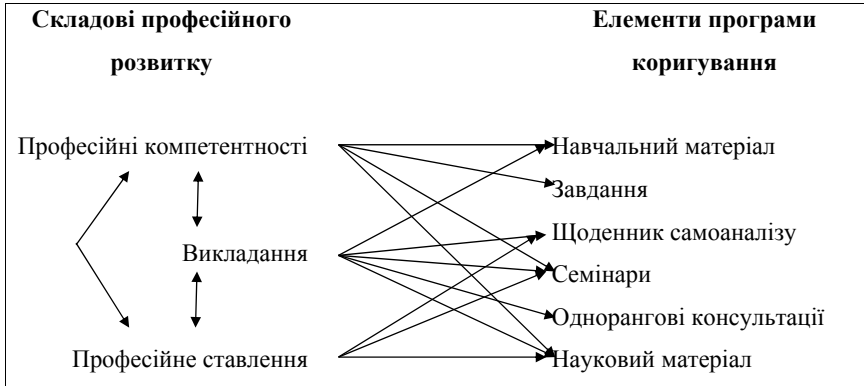 Складові професійного
розвитку
Елементи програми
коригування
Професійні компетентності
Викладання
Професійне ставлення
Навчальний матеріал
Завдання
Щоденник самоаналізу
Семінари
Однорангові консультації
Науковий матеріал